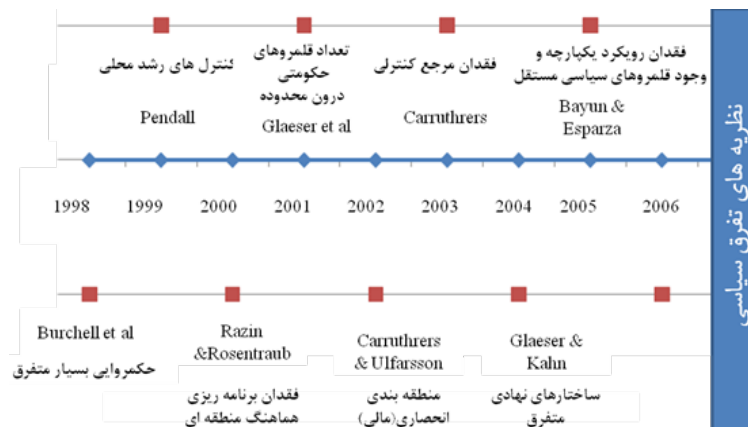 کنترل های رشد محلی
Pendall
تعداد قلمروهای
حکومتی
درون محدوده
Glaeser et al
فقدان مرجع کنترلی
Carruthrers
فقدان رویکرد یکپارچه و
وجود قلمروهای سیاسی مستقل
Bayun &
Esparza
1998 1999 2000 2001 2002 2003 2004 2005 2006
Burchell et al
حکمروایی بسیار متفرق
Razin
&Rosentraub
فقدان برنامه ریزی
هماهنگ منطقه ای
Carruthrers
& Ulfarsson
منطقه بندی
انحصاری(مالی)
Glaeser &
Kahn
ساختارهای نهادی
متفرق
نظریه های تفرق سیاسی